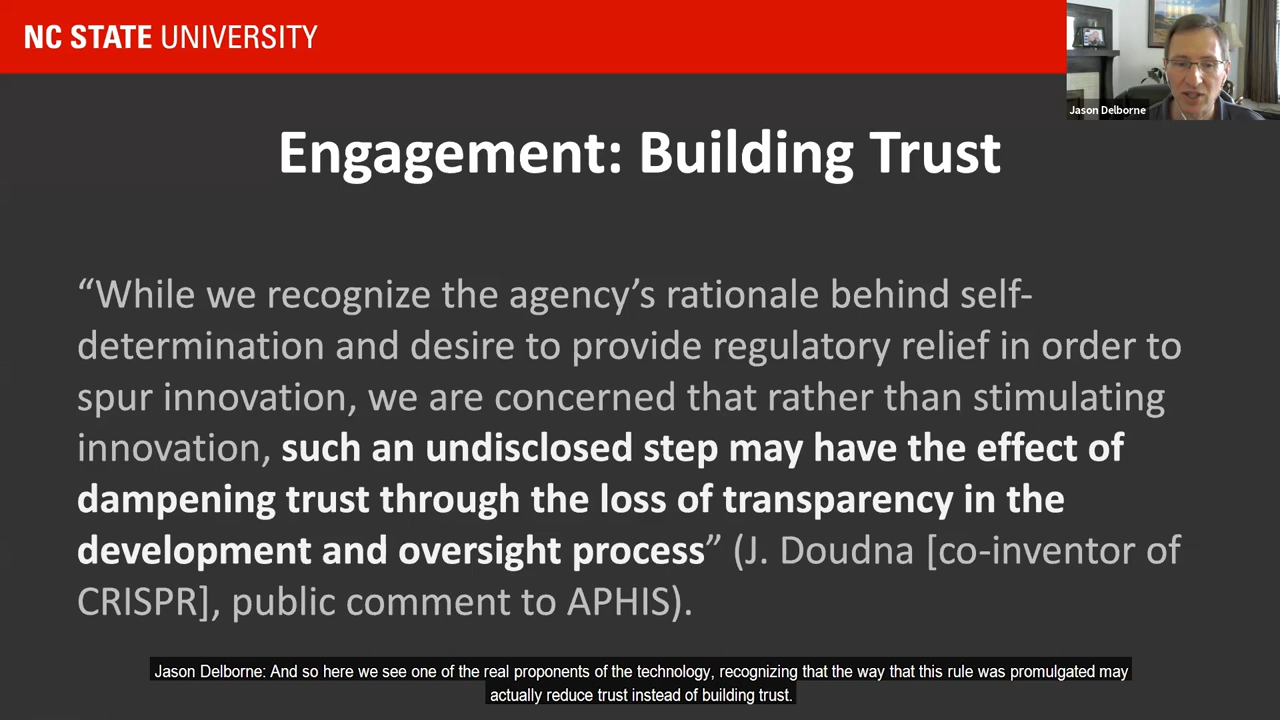 NC STATE UNIVERSITY
Jason Delborne
Engagement: Building Trust
“While we recognize the agency’s rationale behind self-
determination and desire to provide regulatory relief in order to
spur innovation, we are concerned that rather than stimulating
innovation, such an undisclosed step may have the effect of
dampening trust through the loss of transparency in the
development and oversight process” (J. Doudna [co-inventor of
CRISPR], public comment to APHIS).
Jason Delborne: And so here we see one of the real proponents of the technology, recognizing that the way that this rule was promulgated may
actually reduce trust instead of building trust.